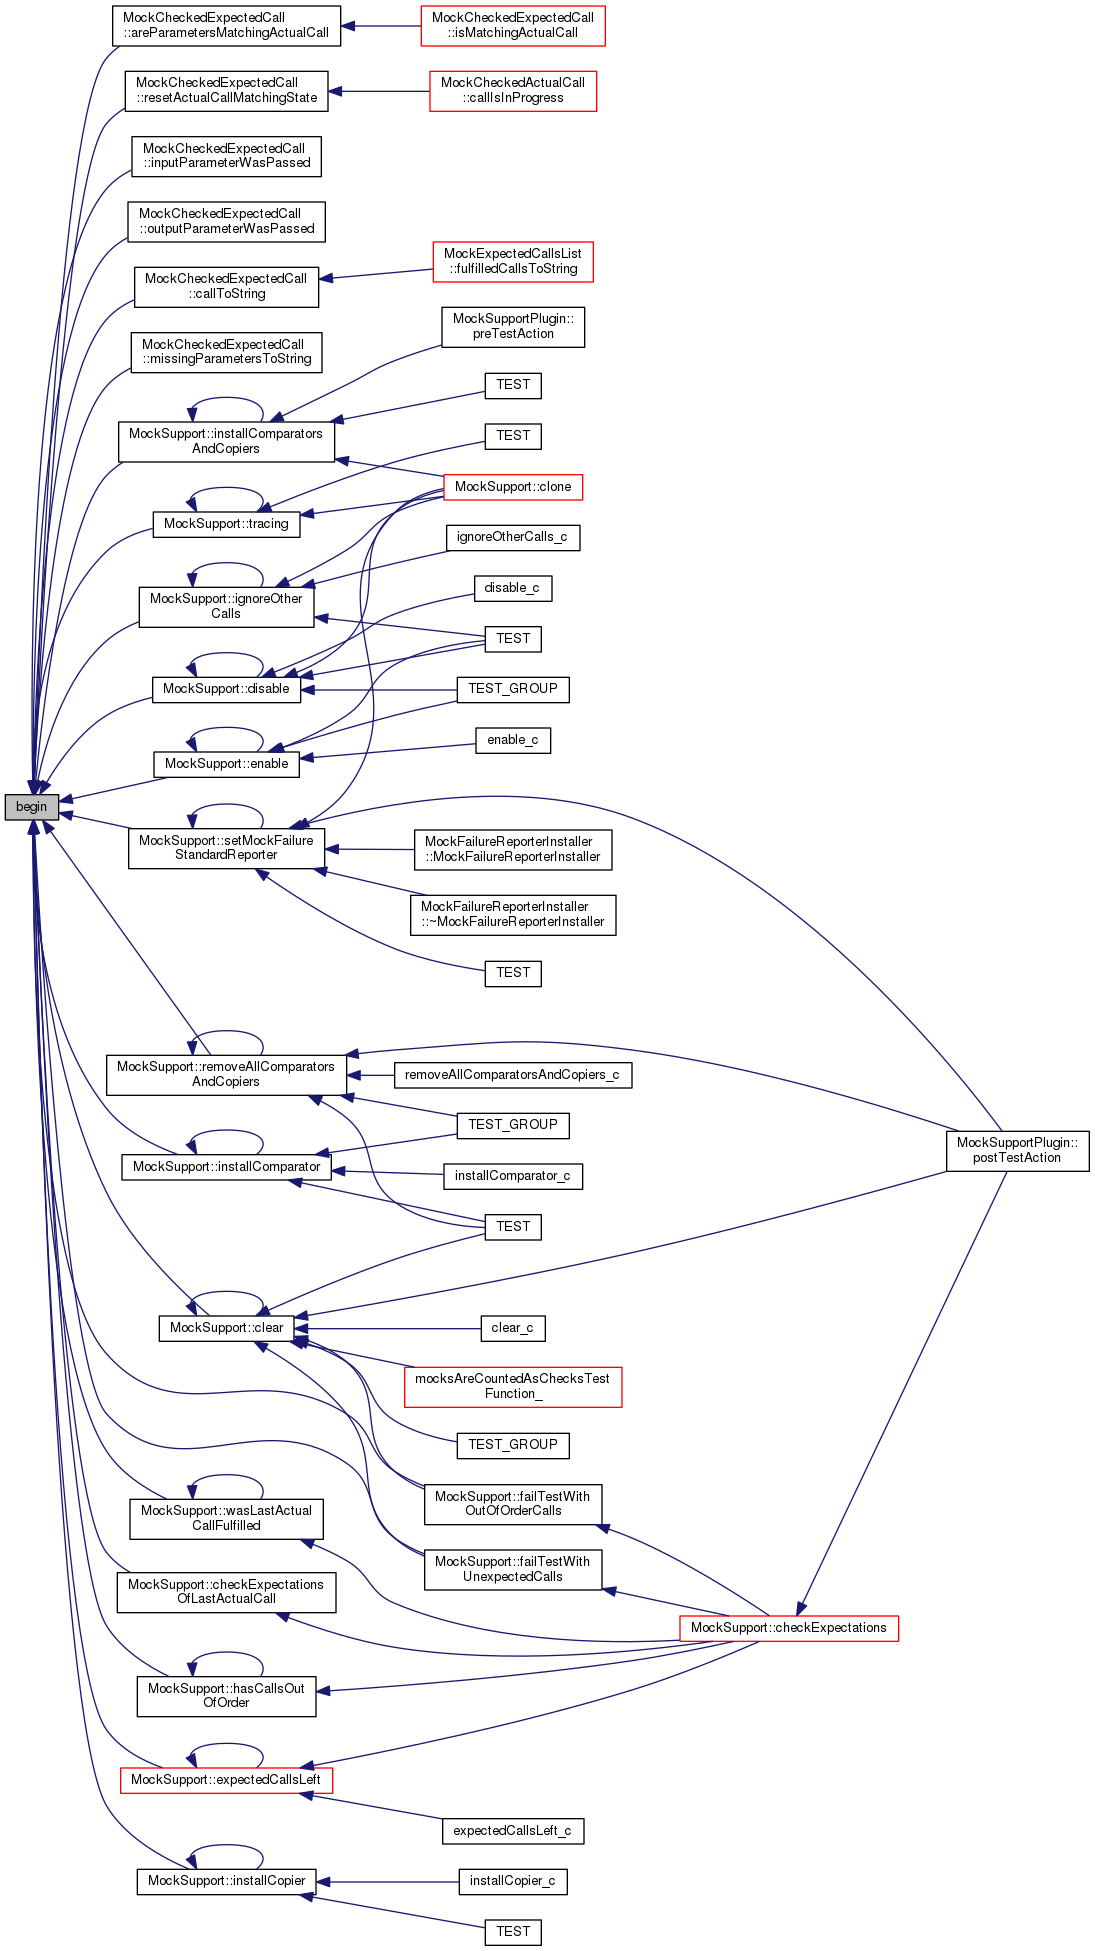 MockCheckedExpectedCall
::areParametersMatchingActualCall
MockCheckedExpectedCall
::isMatchingActualCall
MockCheckedExpectedCall
::resetActualCallMatchingState
MockCheckedActualCall
::callIsInProgress
MockCheckedExpectedCall
::inputParameterWasPassed
MockCheckedExpectedCall
::outputParameterWasPassed
MockCheckedExpectedCall
::callToString
MockExpectedCallsList
::fulfilledCallsToString
MockSupportPlugin::
preTestAction
MockCheckedExpectedCall
::missingParametersToString
TEST
MockSupport::installComparators
AndCopiers
TEST
MockSupport::clone
MockSupport::tracing
ignoreOtherCalls_c
MockSupport::ignoreOther
Calls
disable_c
TEST
MockSupport::disable
TEST_GROUP
enable_c
MockSupport::enable
begin
MockSupport::setMockFailure
StandardReporter
MockFailureReporterInstaller
::MockFailureReporterInstaller
MockFailureReporterInstaller
::~MockFailureReporterInstaller
TEST
MockSupport::removeAllComparators
AndCopiers
removeAllComparatorsAndCopiers_c
TEST_GROUP
MockSupportPlugin::
postTestAction
MockSupport::installComparator
installComparator_c
TEST
MockSupport::clear
clear_c
mocksAreCountedAsChecksTest
Function_
TEST_GROUP
MockSupport::failTestWith
OutOfOrderCalls
MockSupport::wasLastActual
CallFulfilled
MockSupport::failTestWith
UnexpectedCalls
MockSupport::checkExpectations
OfLastActualCall
MockSupport::checkExpectations
MockSupport::hasCallsOut
OfOrder
MockSupport::expectedCallsLeft
expectedCallsLeft_c
MockSupport::installCopier
installCopier_c
TEST